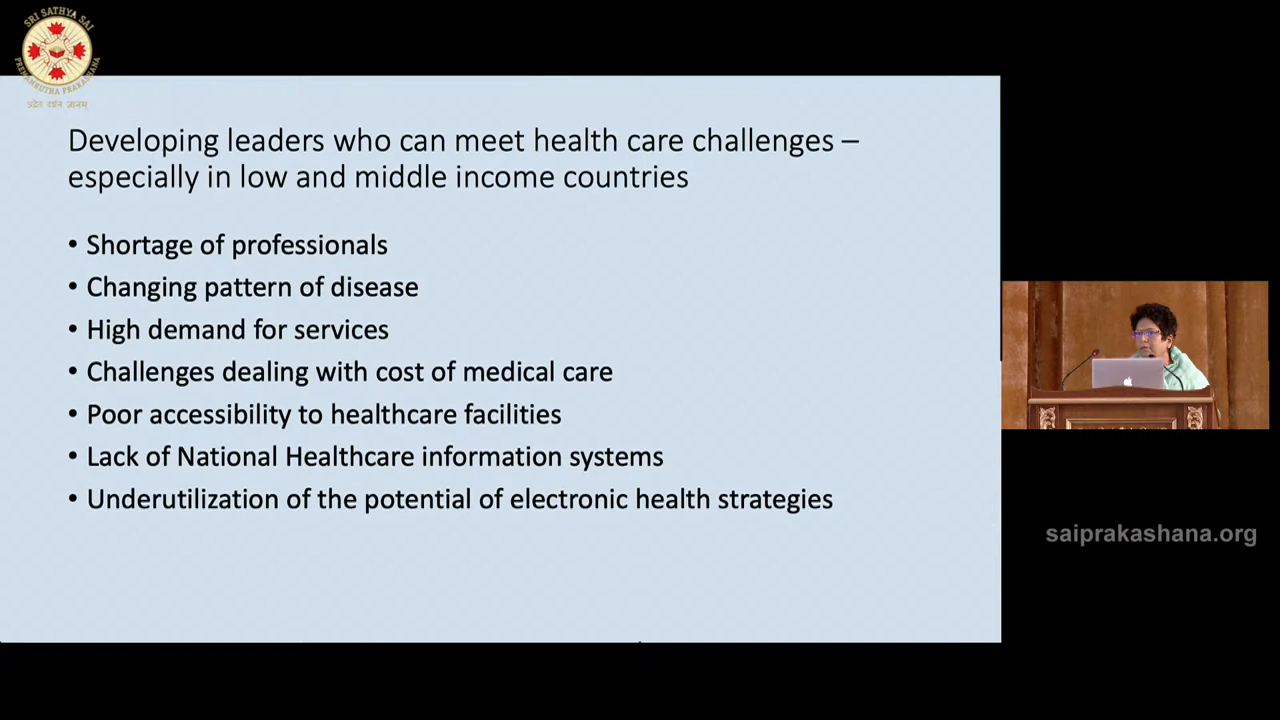 SRI SATHYA SAI
PREMAMRUTHA PRAKASHANA
Developing leaders who can meet health care challenges –
especially in low and middle income countries
• Shortage of professionals
• Changing pattern of disease
• High demand for services
• Challenges dealing with cost of medical care
• Poor accessibility to healthcare facilities
• Lack of National Healthcare information systems
• Underutilization of the potential of electronic health strategies
saiprakashana.org